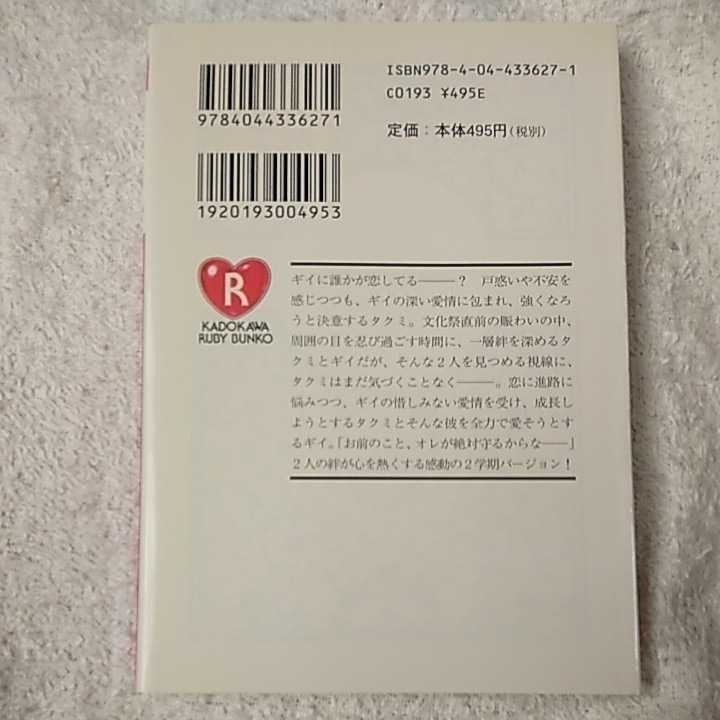 ISBN978-4-04-433627-1
C0193 ¥495E
9784044336271
定価：本体495円(税別)
1920193004953
R
KADOKAWA
RUBY BUNKO
ギイに誰かが恋してる———？　戸惑いや不安を
感じつつも、ギイの深い愛情に包まれ、強くなろ
うと決意するタクミ。文化祭直前の賑わいの中、
周囲の目を忍び過ごす時間に、一層絆を深めるタ
クミとギイだが、そんな２人を見つめる視線に、
タクミはまだ気づくことなく———。恋に進路に
悩みつつ、ギイの惜しみない愛情を受け、成長し
ようとするタクミとそんな彼を全力で愛そうとす
るギイ。「お前のこと、オレが絶対守るからな——」
２人の絆が心を熱くする感動の２学期バージョン！